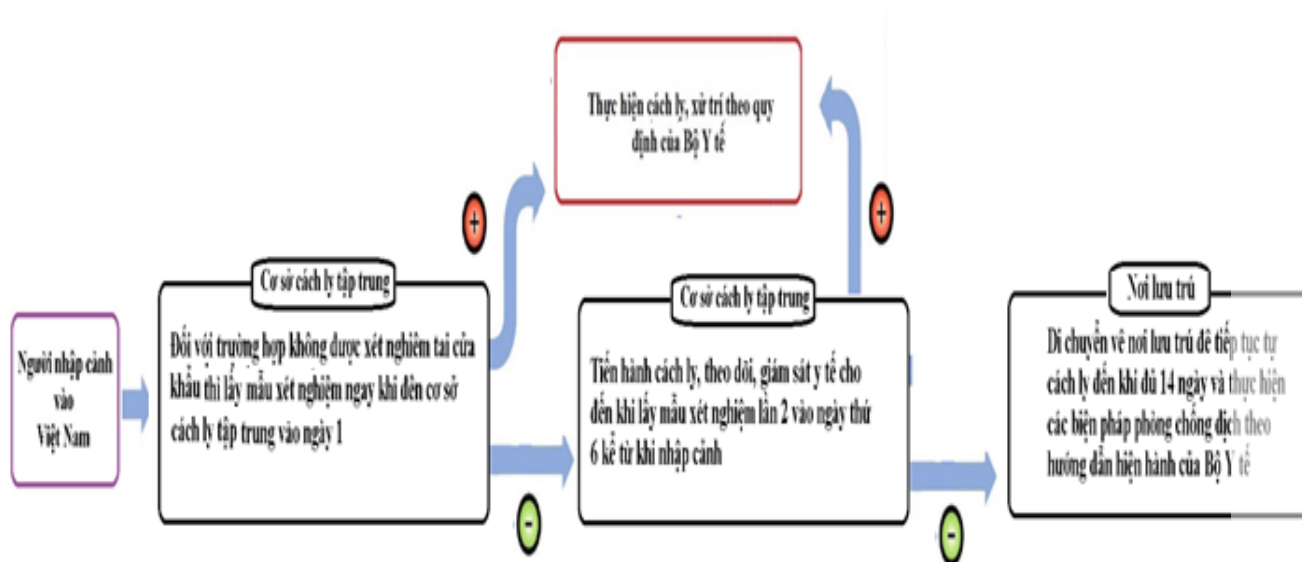 Thực hiện cách ly, xử trí theo quy
định của Bộ Y tế
+
+
Người nhập cảnh
vào
Việt Nam
Cơ sở cách ly tập trung
Đối với trường hợp không được xét nghiệm tai cửa
khẩu thì lấy mẫu xét nghiệm ngay khi đến cơ sở
cách ly tập trung vào ngày 1
-
Cơ sở cách ly tập trung
Tiến hành cách ly, theo dõi, giám sát y tế cho
đến khi lấy mẫu xét nghiệm lần 2 vào ngày thứ
6 kể từ khi nhập cảnh
-
Nơi lưu trú
Di chuyển về nơi lưu trú để tiếp tục tự
cách ly đến khi đủ 14 ngày và thực hiện
các biện pháp phòng chống dịch theo
hướng dẫn hiện hành của Bộ Y tế